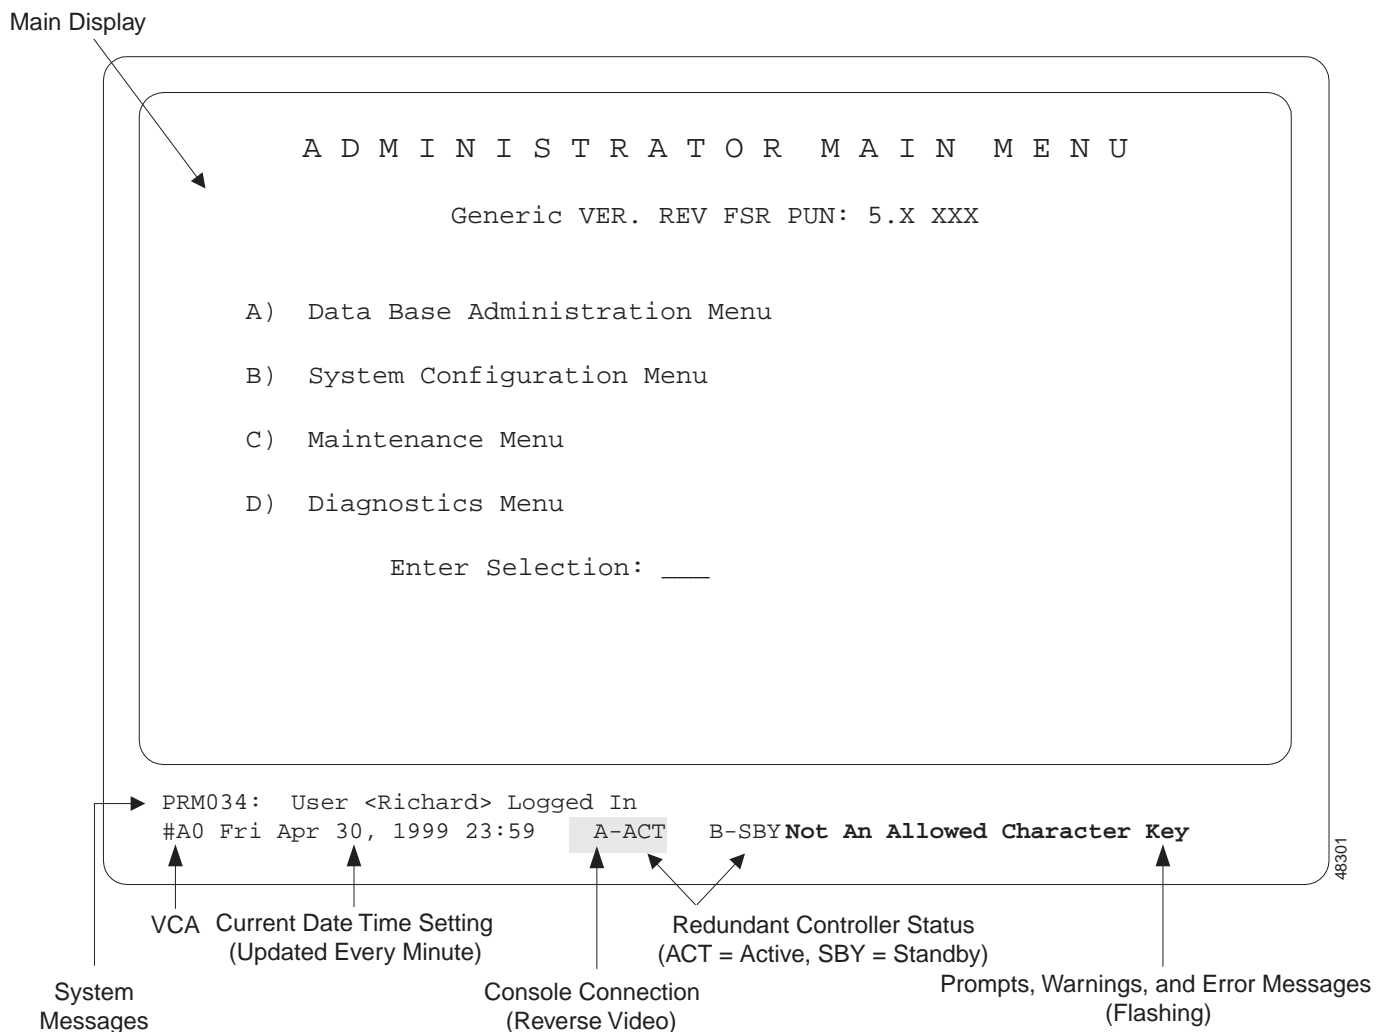 Main Display
A D M I N I S T R A T O R  M A I N  M E N U
Generic VER. REV FSR PUN: 5.X XXX
A) Data Base Administration Menu
B) System Configuration Menu
C) Maintenance Menu
D) Diagnostics Menu
Enter Selection: ___
PRM034: User <Richard> Logged In
#A0 Fri Apr 30, 1999 23:59 A-ACT B-SBY Not An Allowed Character Key
48301
VCA
Current Date Time Setting
(Updated Every Minute)
Redundant Controller Status
(ACT = Active, SBY = Standby)
System
Messages
Console Connection
(Reverse Video)
Prompts, Warnings, and Error Messages
(Flashing)